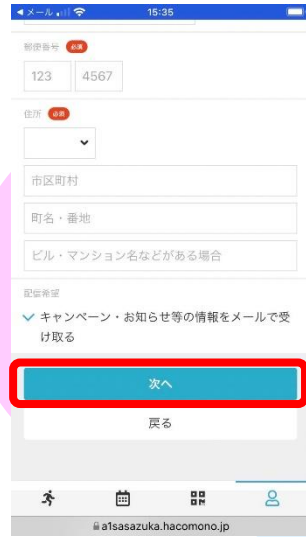 メール 15:35
郵便番号 必須
123 4567
住所 必須
市区町村
町名・番地
ビル・マンション名などがある場合
配信希望
キャンペーン・お知らせ等の情報をメールで受
け取る
次へ
戻る
a1sasazuka.hacomono.jp